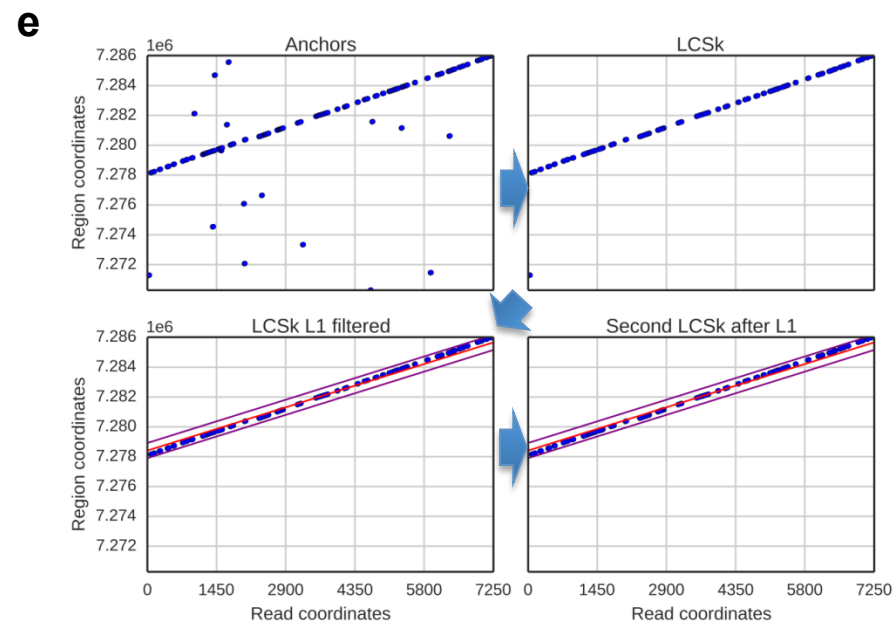 e
1e6 Anchors LCSk
7.286
7.284
7.282
7.280
7.278
7.276
7.274
7.272
Region coordinates
1e6 LCSk L1 filtered Second LCSk after L1
7.286
7.284
7.282
7.280
7.278
7.276
7.274
7.272
Region coordinates
0 1450 2900 4350 5800 7250 0 1450 2900 4350 5800 7250
Read coordinates Read coordinates